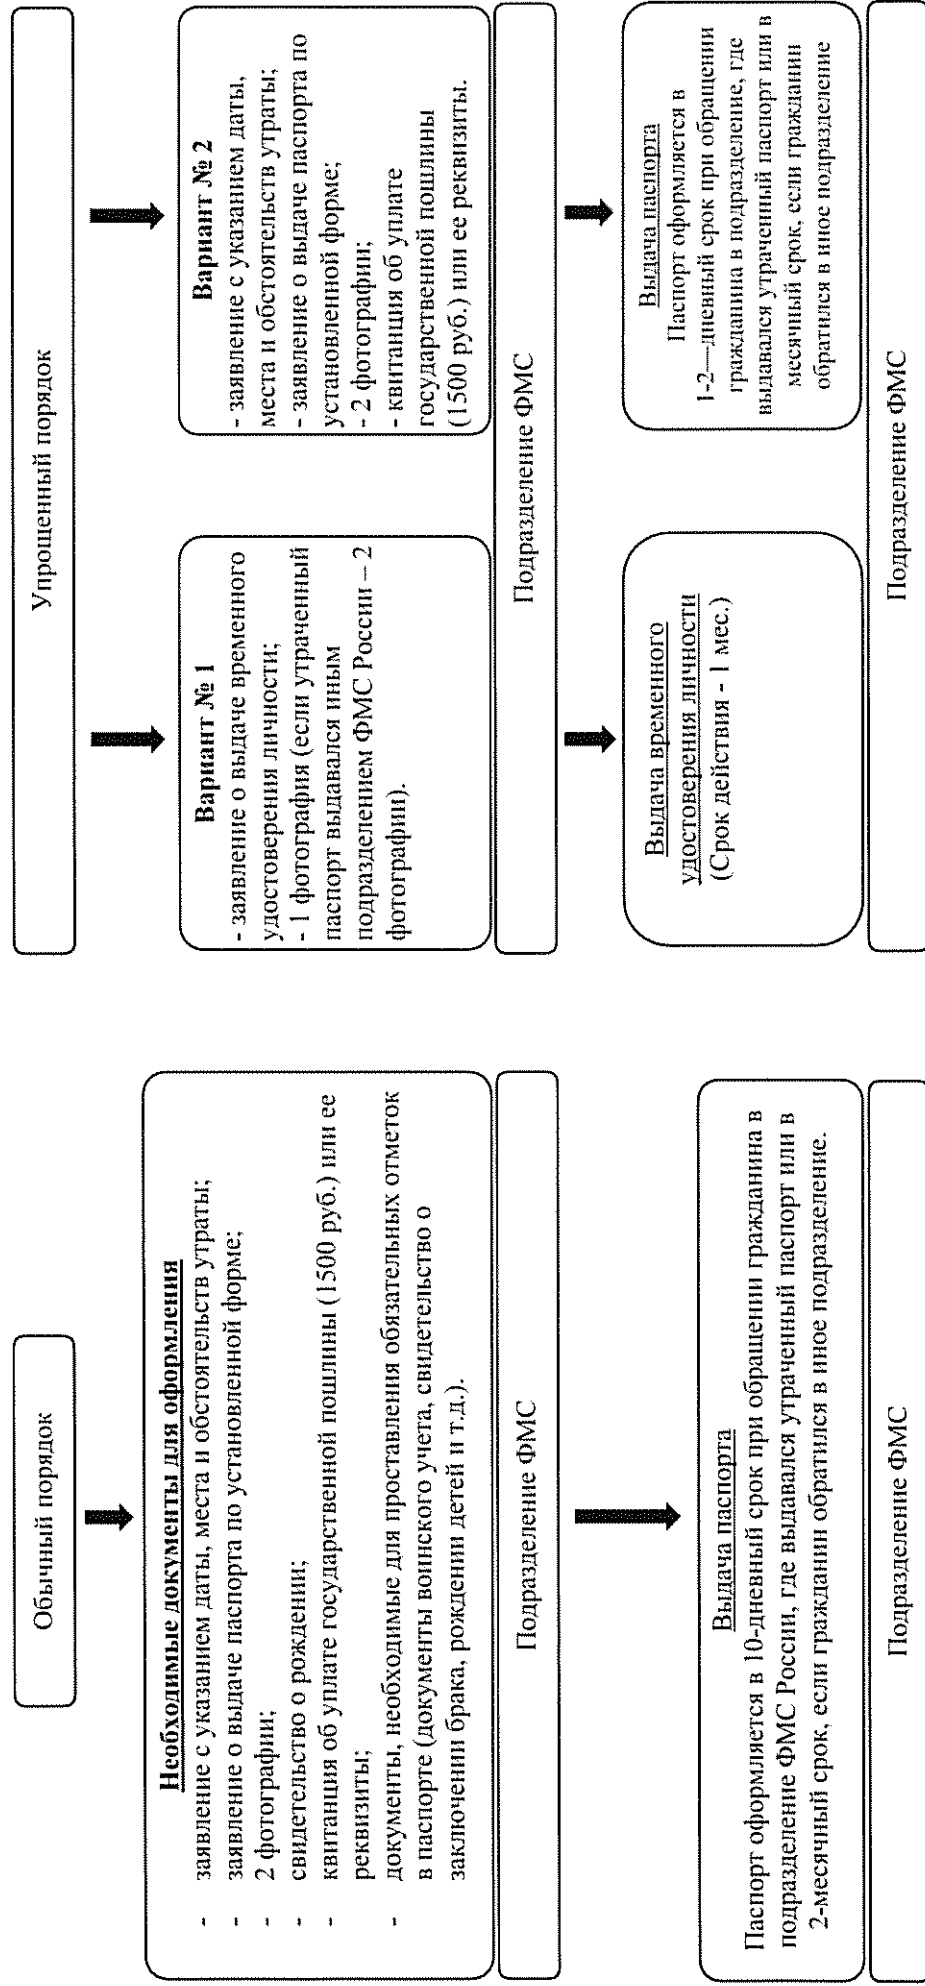 Обычный порядок
Необходимые документы для оформления
- заявление с указанием даты, места и обстоятельств утраты;
- заявление о выдаче паспорта по установленной форме;
- 2 фотографии;
- свидетельство о рождении;
- квитанция об уплате государственной пошлины (1500 руб.) или ее
реквизиты;
- документы, необходимые для проставления обязательных отметок
в паспорте (документы воинского учета, свидетельство о
заключении брака, рождении детей и т.д.).
Подразделение ФМС
Выдача паспорта
Паспорт оформляется в 10-дневный срок при обращении гражданина в
подразделение ФМС России, где выдавался утраченный паспорт или в
2-месячный срок, если гражданин обратился в иное подразделение.
Подразделение ФМС
Упрощенный порядок
Вариант № 1
- заявление о выдаче временного
удостоверения личности;
- 1 фотография (если утраченный
паспорт выдавался иным
подразделением ФМС России – 2
фотографии).
Вариант № 2
- заявление с указанием даты,
места и обстоятельств утраты;
- заявление о выдаче паспорта по
установленной форме;
- 2 фотографии;
- квитанция об уплате
государственной пошлины
(1500 руб.) или ее реквизиты.
Подразделение ФМС
Выдача временного
удостоверения личности
(Срок действия - 1 мес.)
Выдача паспорта
Паспорт оформляется в
1-2—дневный срок при обращении
гражданина в подразделение, где
выдавался утраченный паспорт или в
месячный срок, если гражданин
обратился в иное подразделение
Подразделение ФМС